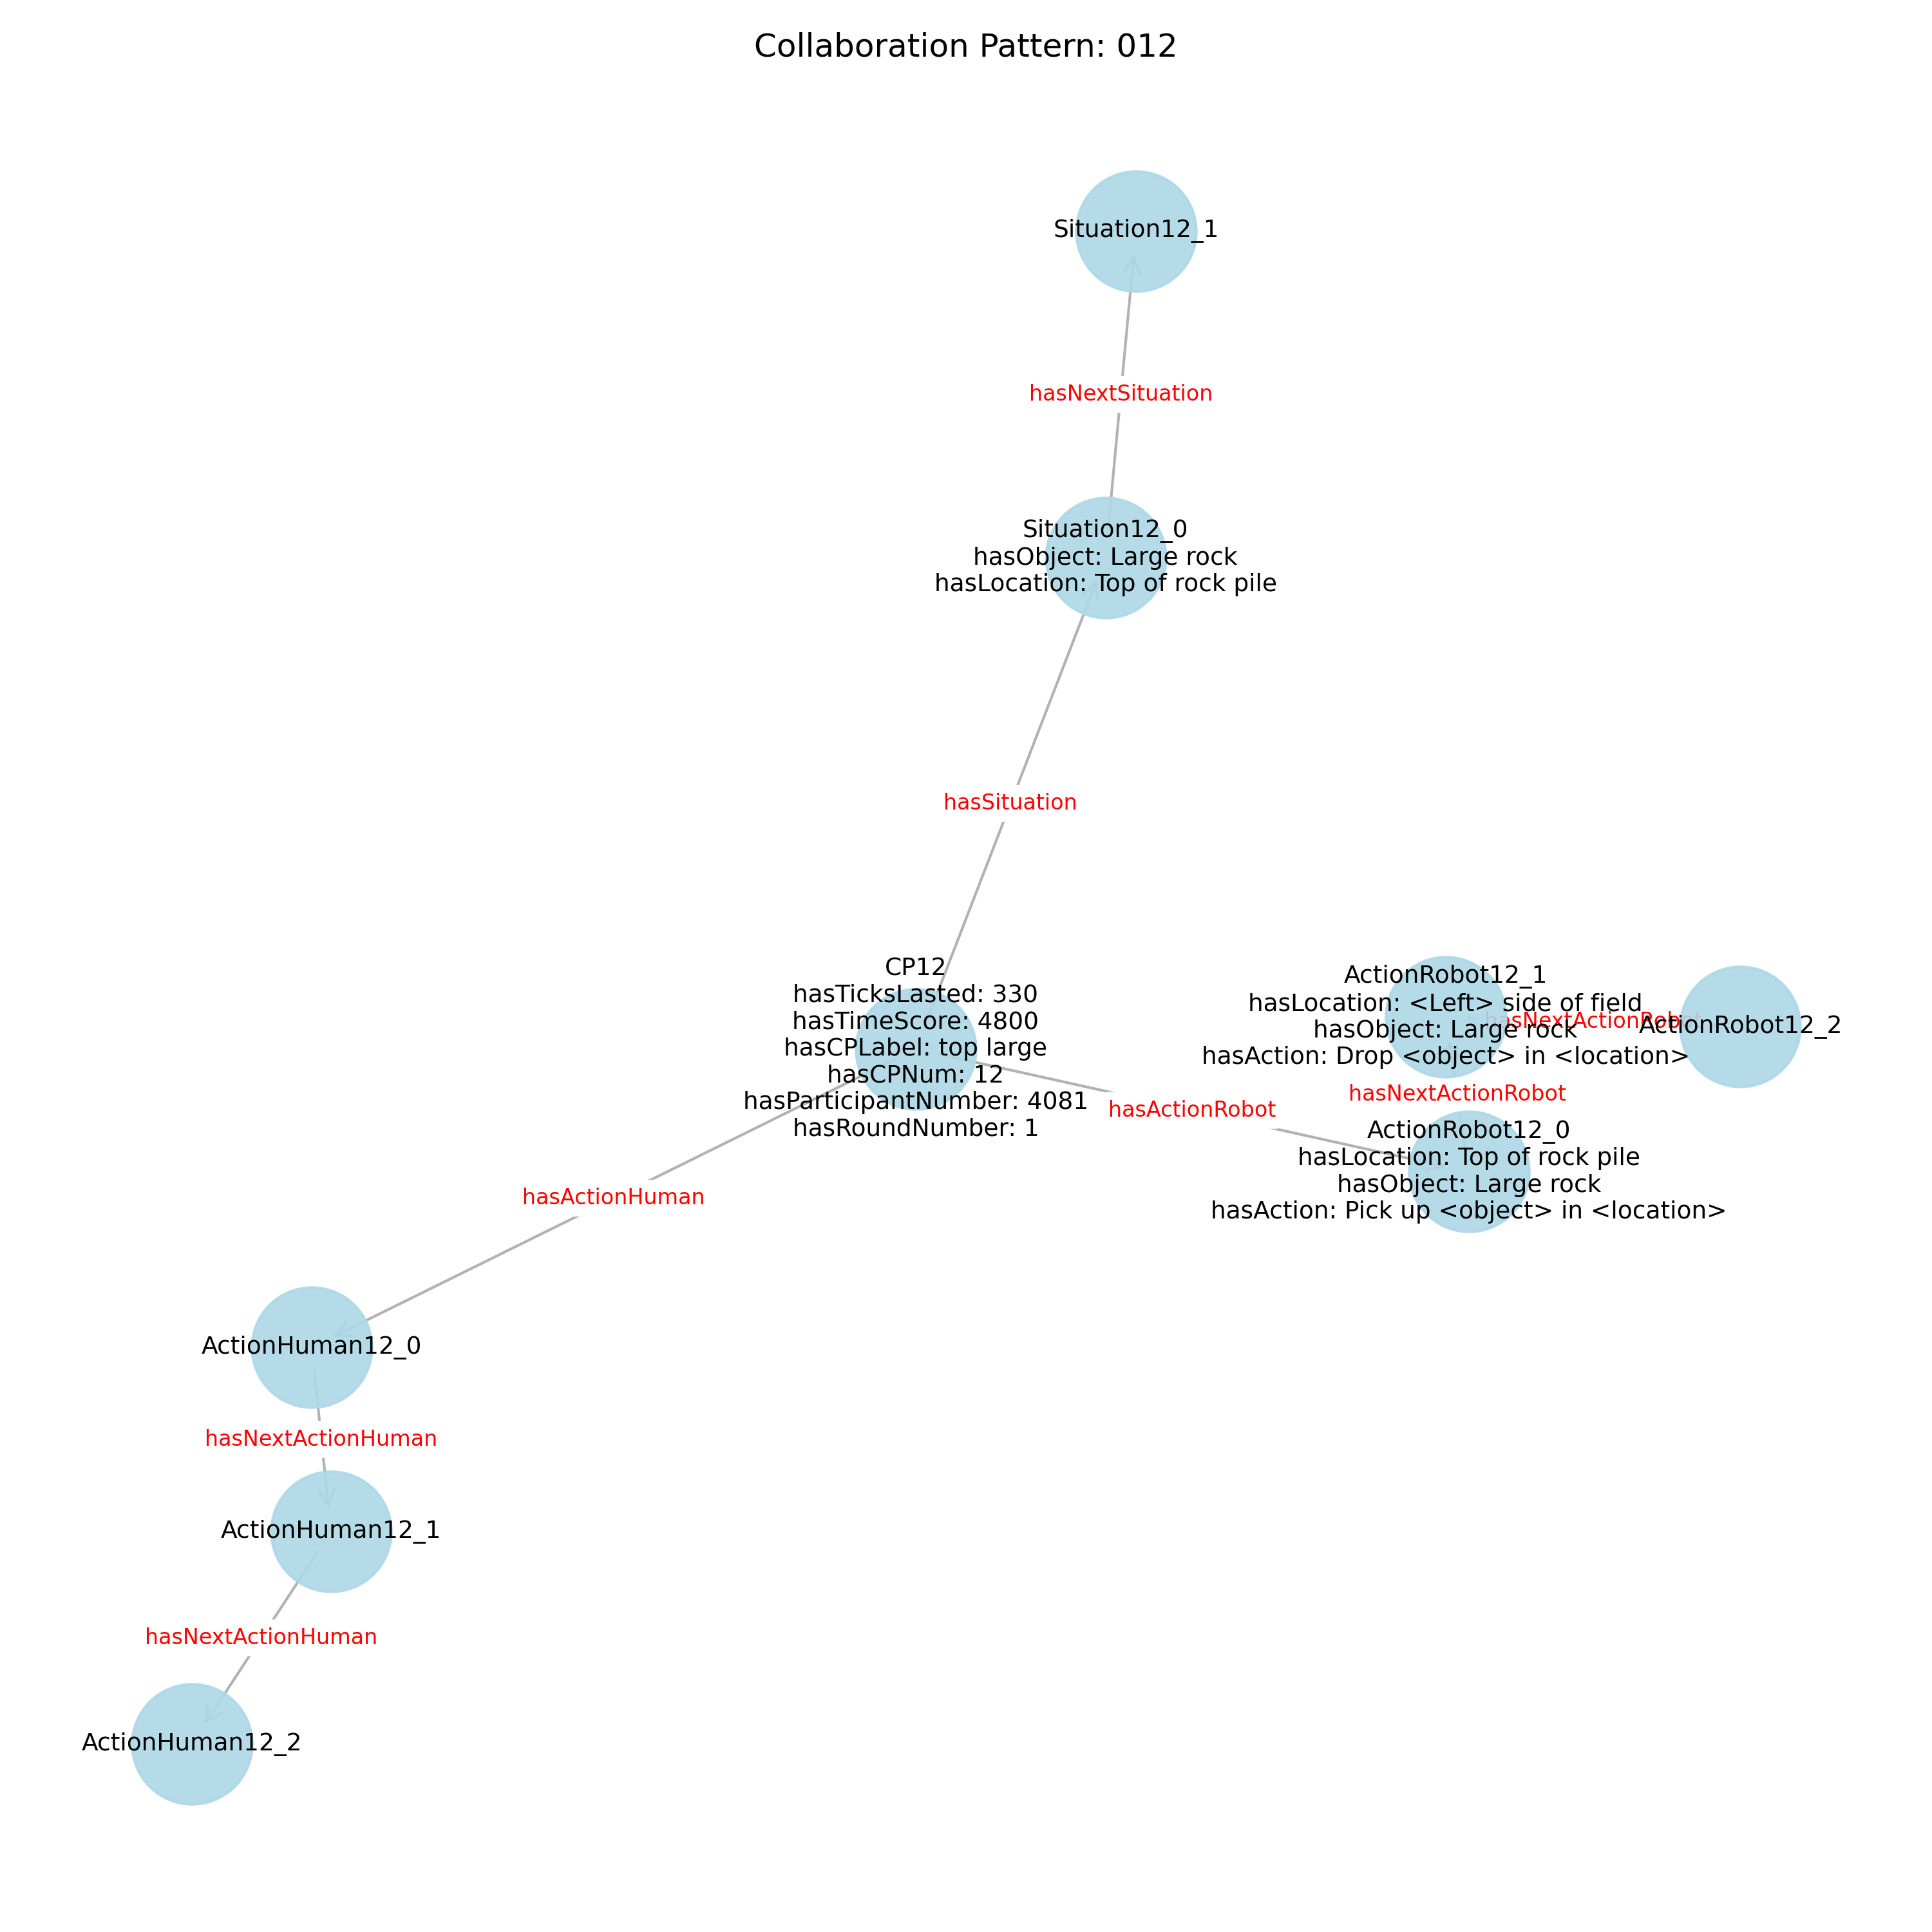 Collaboration Pattern: 012
Situation12_1
hasNextSituation
Situation12_0
hasObject: Large rock
hasLocation: Top of rock pile
hasSituation
CP12
hasTicksLasted: 330
hasTimeScore: 4800
hasCPLabel: top large
hasCPNum: 12
hasParticipantNumber: 4081
hasRoundNumber: 1
ActionRobot12_1
hasLocation: <Left> side of field
hasObject: Large rock
hasAction: Drop <object> in <location>
hasNextActionRobot
ActionRobot12_2
hasNextActionRobot
hasActionRobot
ActionRobot12_0
hasLocation: Top of rock pile
hasObject: Large rock
hasAction: Pick up <object> in <location>
hasActionHuman
ActionHuman12_0
hasNextActionHuman
ActionHuman12_1
hasNextActionHuman
ActionHuman12_2